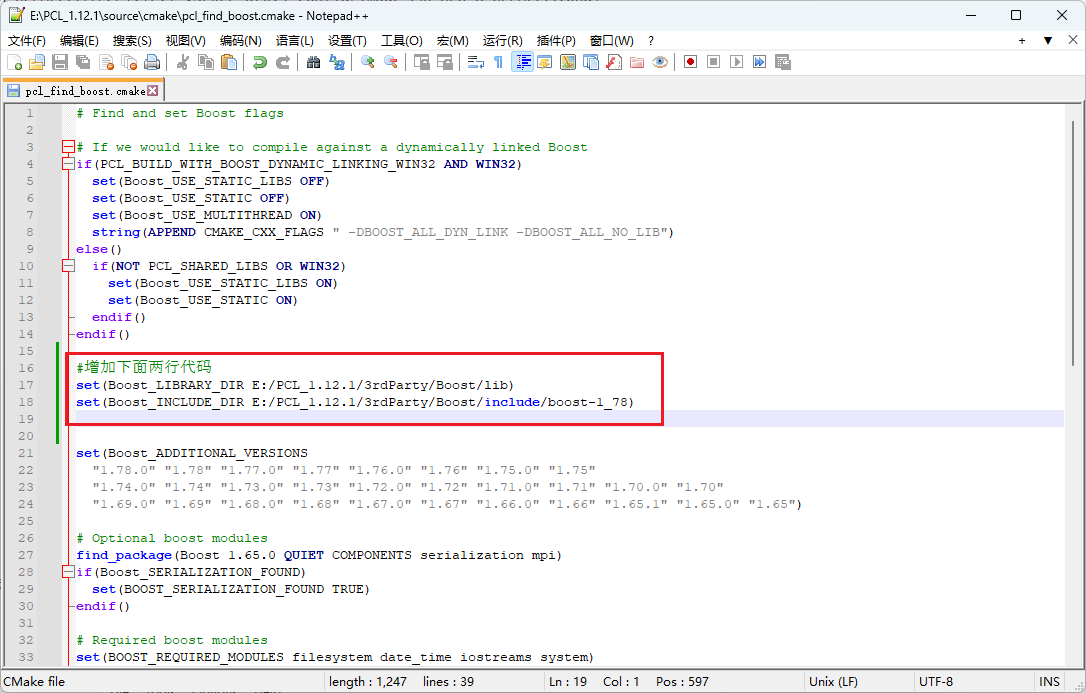 E:\PCL_1.12.1\source\cmake\pcl_find_boost.cmake - Notepad++
文件(F) 编辑(E) 搜索(S) 视图(V) 编码(N) 语言(L) 设置(T) 工具(O) 宏(M) 运行(R) 插件(P) 窗口(W) ?
pcl_find_boost.cmake
1 # Find and set Boost flags
2
3 # If we would like to compile against a dynamically linked Boost
4 if(PCL_BUILD_WITH_BOOST_DYNAMIC_LINKING_WIN32 AND WIN32)
5 set(Boost_USE_STATIC_LIBS OFF)
6 set(Boost_USE_STATIC OFF)
7 set(Boost_USE_MULTITHREAD ON)
8 string(APPEND CMAKE_CXX_FLAGS " -DBOOST_ALL_DYN_LINK -DBOOST_ALL_NO_LIB")
9 else()
10 if(NOT PCL_SHARED_LIBS OR WIN32)
11 set(Boost_USE_STATIC_LIBS ON)
12 set(Boost_USE_STATIC ON)
13 endif()
14 endif()
15
16 #增加下面两行代码
17 set(Boost_LIBRARY_DIR E:/PCL_1.12.1/3rdParty/Boost/lib)
18 set(Boost_INCLUDE_DIR E:/PCL_1.12.1/3rdParty/Boost/include/boost-1_78)
19
20
21 set(Boost_ADDITIONAL_VERSIONS
22 "1.78.0" "1.78" "1.77.0" "1.77" "1.76.0" "1.76" "1.75.0" "1.75"
23 "1.74.0" "1.74" "1.73.0" "1.73" "1.72.0" "1.72" "1.71.0" "1.71" "1.70.0" "1.70"
24 "1.69.0" "1.69" "1.68.0" "1.68" "1.67.0" "1.67" "1.66.0" "1.66" "1.65.1" "1.65.0" "1.65")
25
26 # Optional boost modules
27 find_package(Boost 1.65.0 QUIET COMPONENTS serialization mpi)
28 if(Boost_SERIALIZATION_FOUND)
29 set(BOOST_SERIALIZATION_FOUND TRUE)
30 endif()
31
32 # Required boost modules
33 set(BOOST_REQUIRED_MODULES filesystem date_time iostreams system)
CMake file length : 1,247 lines : 39 Ln : 19 Col : 1 Pos : 597 Unix (LF) UTF-8 INS